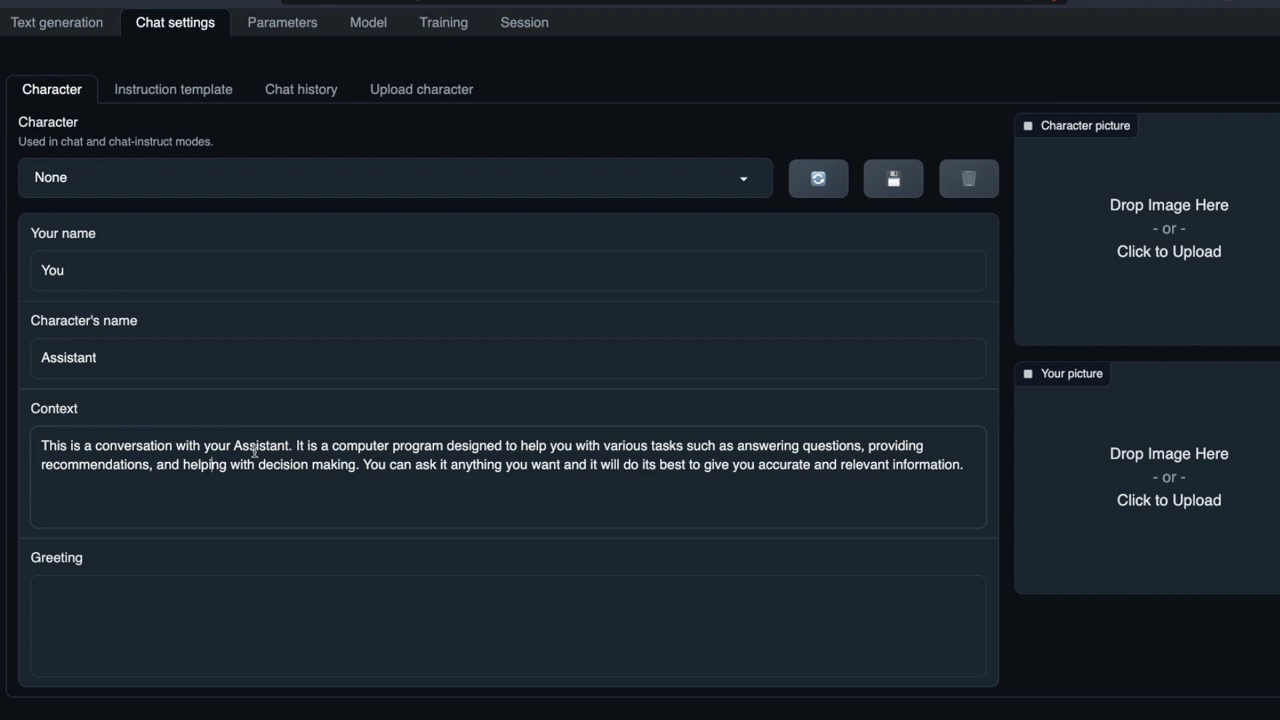 Text generation
Chat settings
Parameters
Model
Training
Session
Character
Instruction template
Chat history
Upload character
Character
Used in chat and chat-instruct modes.
None
Your name
You
Character's name
Assistant
Context
This is a conversation with your Assistant. It is a computer program designed to help you with various tasks such as answering questions, providing
recommendations, and helping with decision making. You can ask it anything you want and it will do its best to give you accurate and relevant information.
Greeting
Character picture
Drop Image Here
- or -
Click to Upload
Your picture
Drop Image Here
- or -
Click to Upload